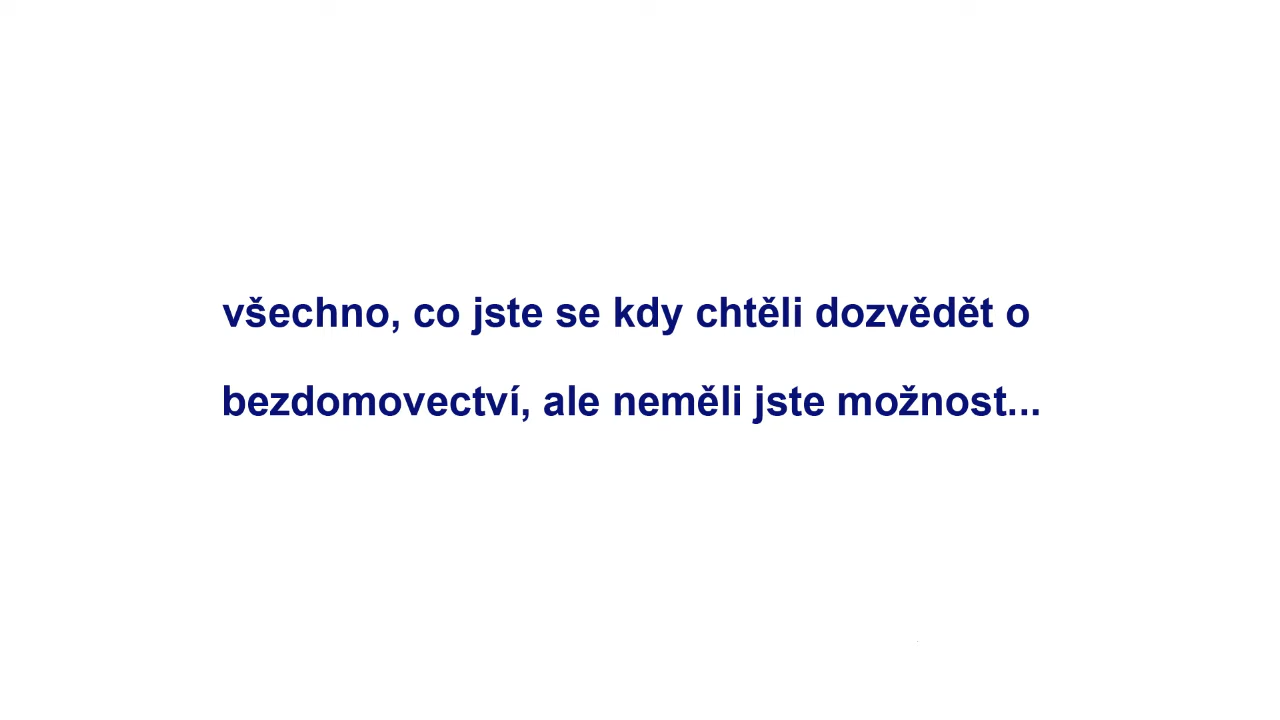 všechno, co jste se kdy chtěli dozvědět o
bezdomovectví, ale neměli jste možnost...